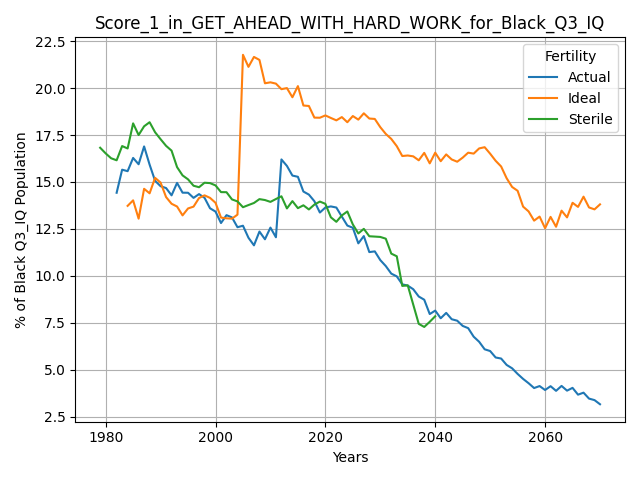 Score_1_in_GET_AHEAD_WITH_HARD_WORK_for_Black_Q3_IQ
Fertility
Actual
Ideal
Sterile
% of Black Q3_IQ Population
22.5
20.0
17.5
15.0
12.5
10.0
7.5
5.0
2.5
1980 2000 2020 2040 2060
Years